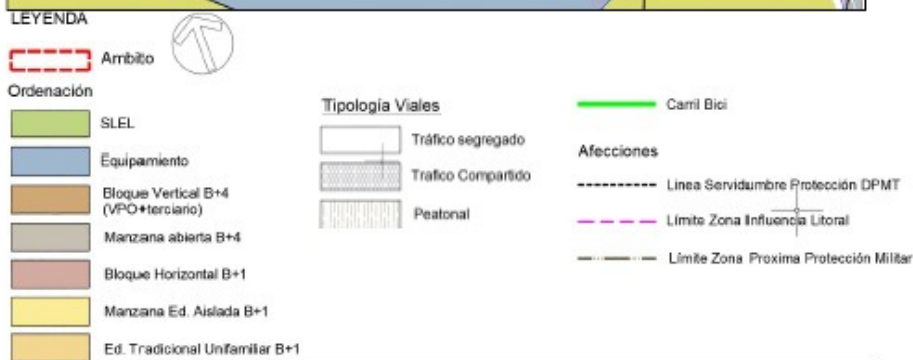 LEYENDA
Ambito
Ordenación
SLEL
Equipamiento
Bloque Vertical B+4
(VPO+terciario)
Manzana abierta B+4
Bloque Horizontal B+1
Manzana Ed. Aislada B+1
Ed. Tradicional Unifamiliar B+1
Tipología Viales
Tráfico segregado
Trafico Compartido
Peatonal
Carril Bici
Afecciones
Linea Servidumbre Protección DPMT
Límite Zona Influencia Litoral
Límite Zona Proxima Protección Militar